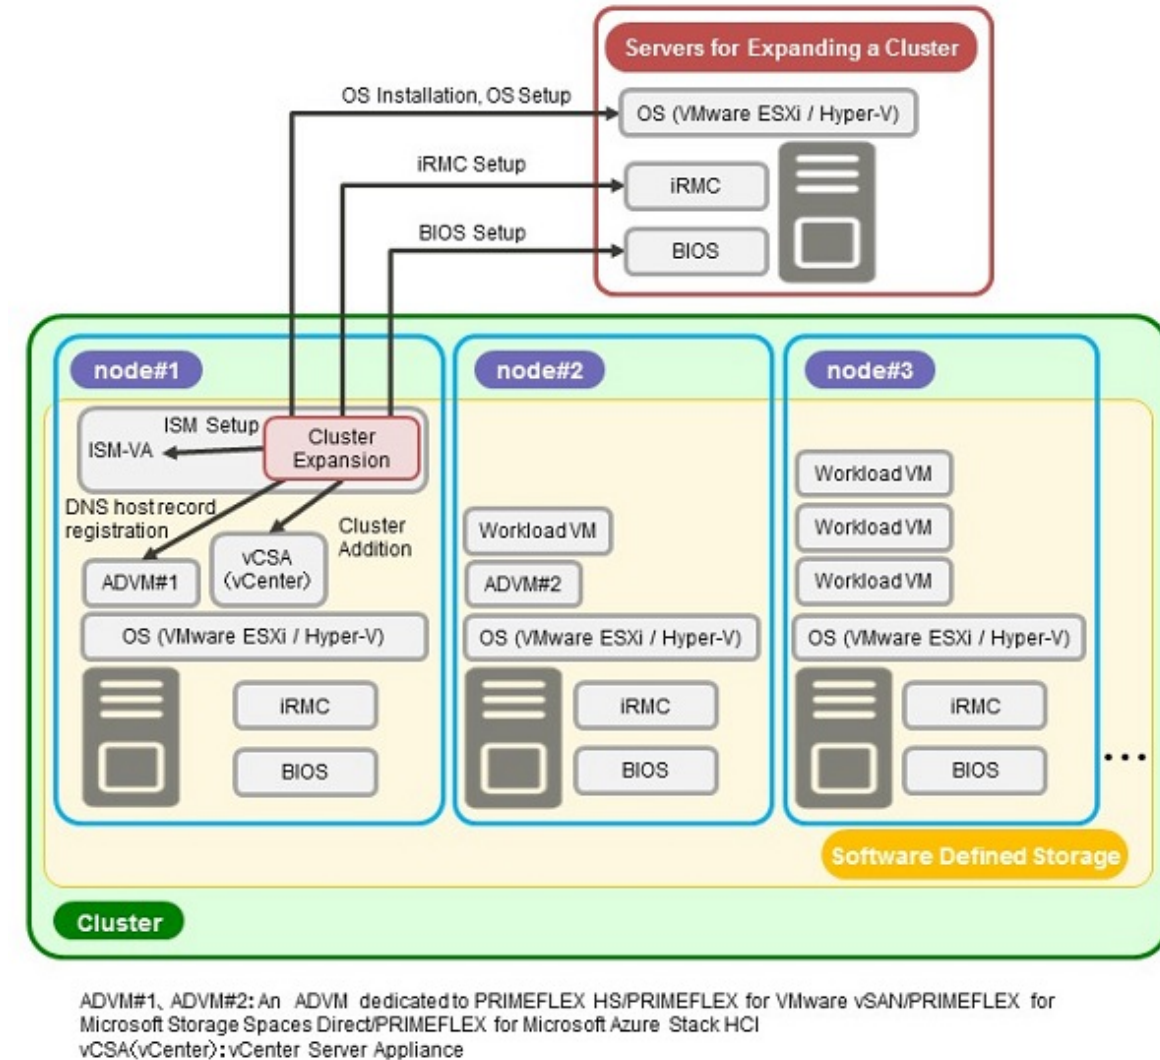 Servers for Expanding a Cluster
OS Installation, OS Setup
OS (VMware ESXi / Hyper-V)
iRMC Setup
iRMC
BIOS Setup
BIOS
node#1
node#2
node#3
ISM Setup
ISM-VA
Cluster
Expansion
DNS host record
registration
Cluster
Addition
vCSA
(vCenter)
ADVM#1
OS (VMware ESXi / Hyper-V)
iRMC
BIOS
Workload VM
ADVM#2
OS (VMware ESXi / Hyper-V)
iRMC
BIOS
Workload VM
Workload VM
Workload VM
OS (VMware ESXi / Hyper-V)
iRMC
BIOS
...
Software Defined Storage
Cluster
ADVM#1、ADVM#2: An ADVM dedicated to PRIMEFLEX HS/PRIMEFLEX for VMware vSAN/PRIMEFLEX for
Microsoft Storage Spaces Direct/PRIMEFLEX for Microsoft Azure Stack HCI
vCSA(vCenter): vCenter Server Appliance